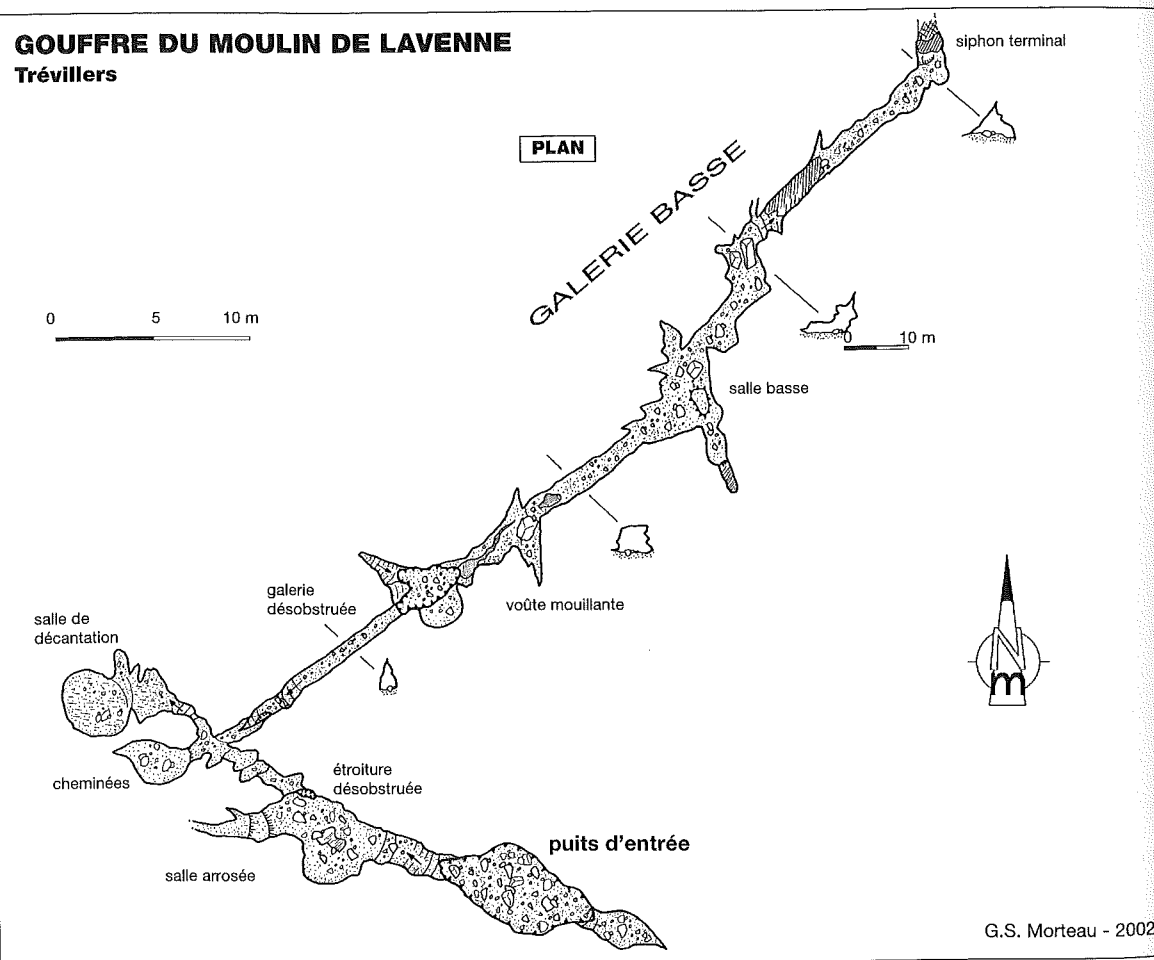 GOUFFRE DU MOULIN DE LAVENNE
Trévillers
siphon terminal
PLAN
GALERIE BASSE
0 5 10 m
0 10 m
salle basse
galerie
désobstruée
voûte mouillante
salle de
décantation
N
m
cheminées
étroiture
désobstruée
puits d'entrée
salle arrosée
G.S. Morteau - 2002